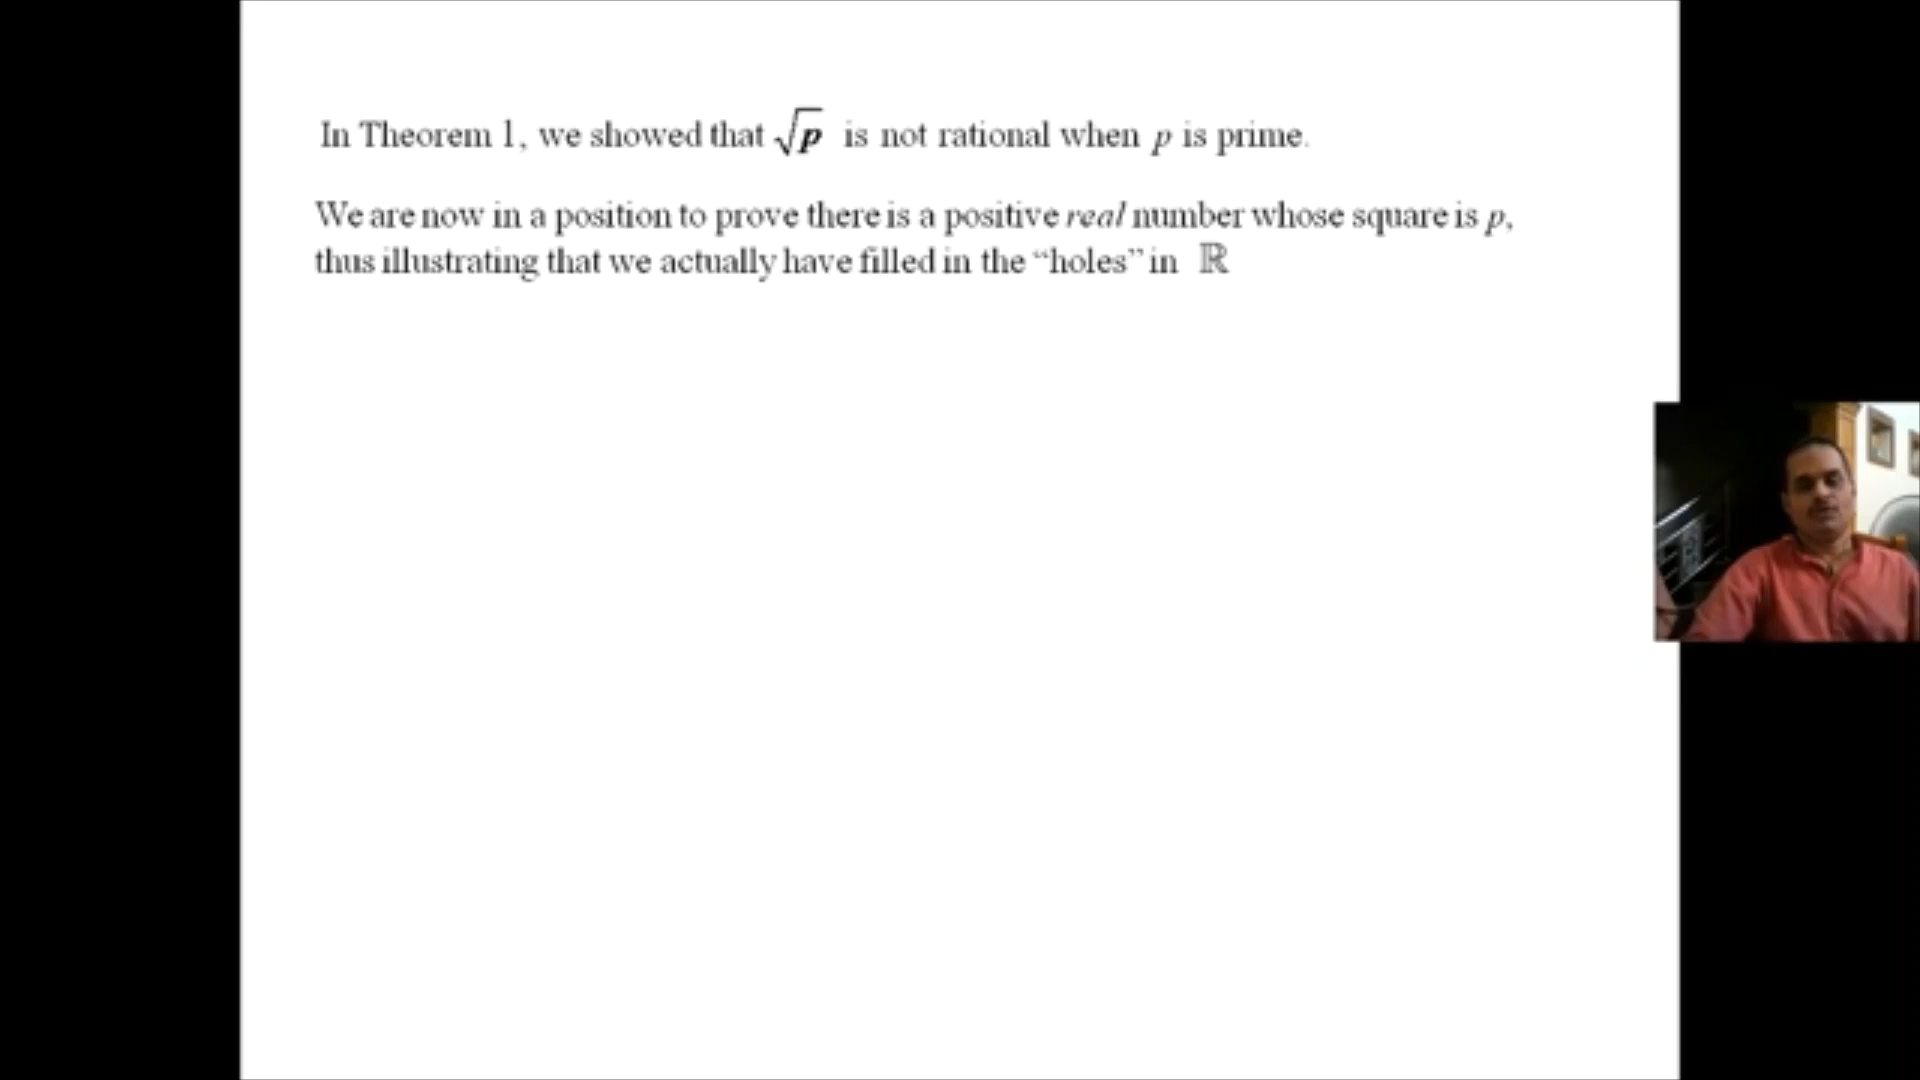 In Theorem 1, we showed that √p is not rational when p is prime.
We are now in a position to prove there is a positive real number whose square is p,
thus illustrating that we actually have filled in the “holes” in ℝ